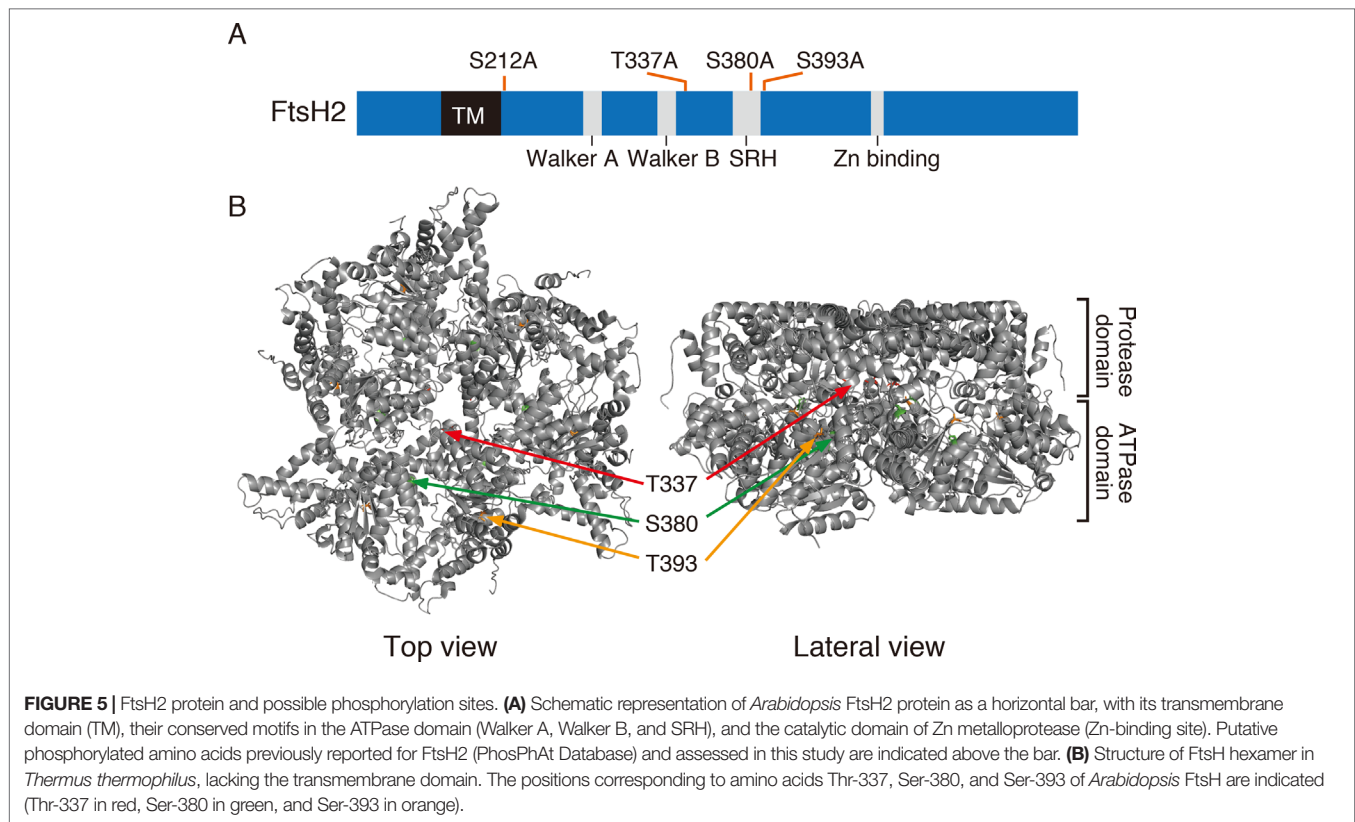 A
S212A T337A S380A S393A
FtsH2 TM
Walker A Walker B SRH Zn binding
B
Protease domain
ATPase domain
T337
S380
T393
Top view Lateral view
FIGURE 5 | FtsH2 protein and possible phosphorylation sites. (A) Schematic representation of Arabidopsis FtsH2 protein as a horizontal bar, with its transmembrane
domain (TM), their conserved motifs in the ATPase domain (Walker A, Walker B, and SRH), and the catalytic domain of Zn metalloprotease (Zn-binding site). Putative
phosphorylated amino acids previously reported for FtsH2 (PhosPhAt Database) and assessed in this study are indicated above the bar. (B) Structure of FtsH hexamer in
Thermus thermophilus, lacking the transmembrane domain. The positions corresponding to amino acids Thr-337, Ser-380, and Ser-393 of Arabidopsis FtsH are indicated
(Thr-337 in red, Ser-380 in green, and Ser-393 in orange).